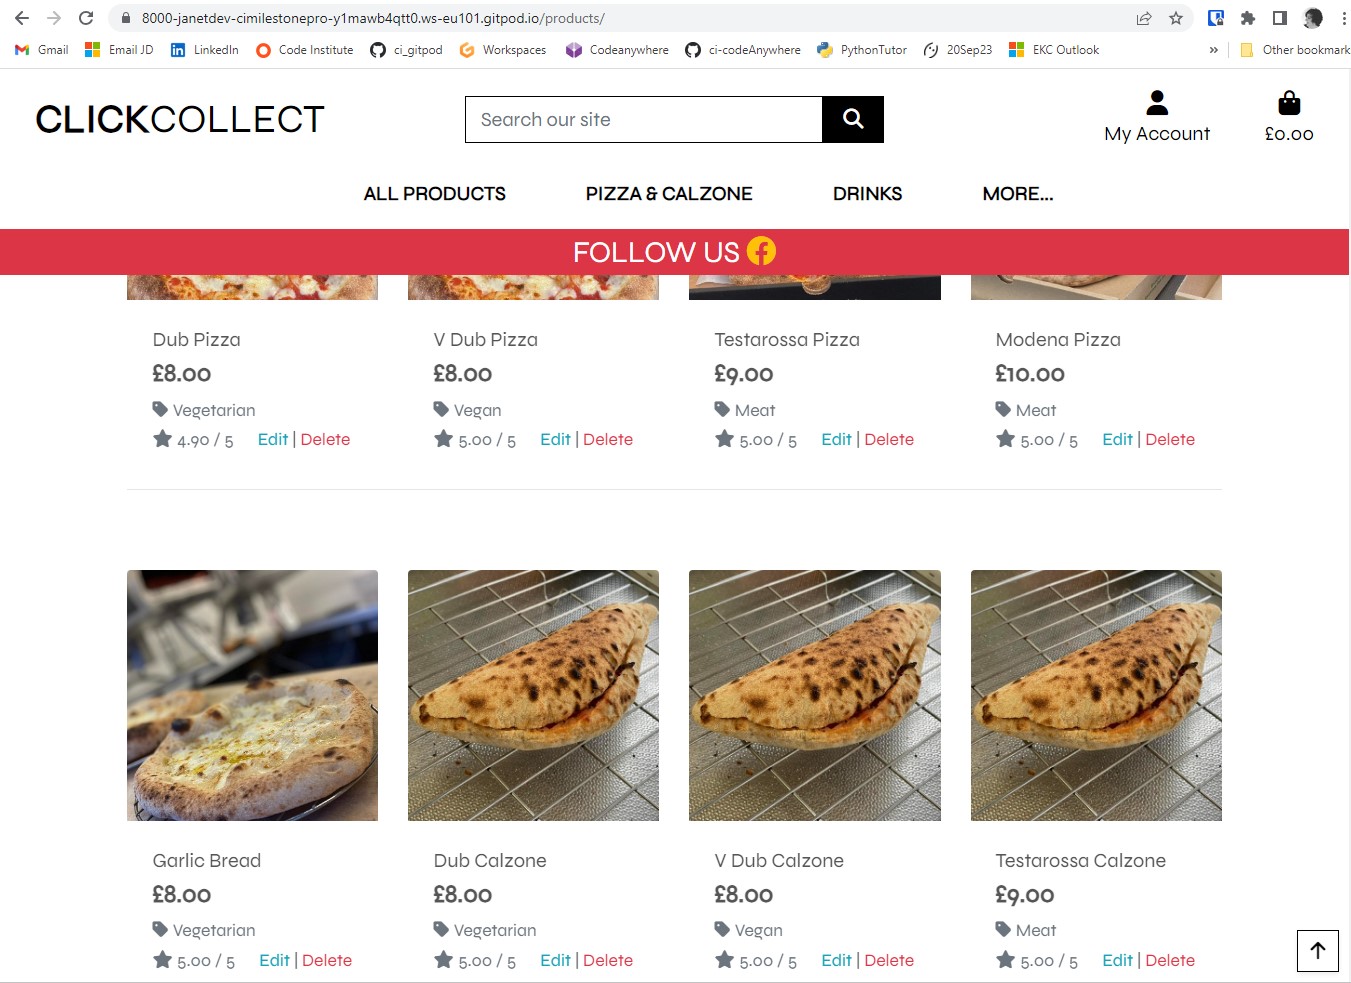 8000-janetdev-cimilestonepro-y1mawb4qtt0.ws-eu101.gitpod.io/products/
Gmail Email JD LinkedIn Code Institute ci_gitpod Workspaces Codeanywhere ci-codeAnywhere PythonTutor 20Sep23 EKC Outlook » Other bookmark
CLICKCOLLECT Search our site My Account £0.00
ALL PRODUCTS PIZZA & CALZONE DRINKS MORE...
FOLLOW US
Dub Pizza V Dub Pizza Testarossa Pizza Modena Pizza
£8.00 £8.00 £9.00 £10.00
Vegetarian Vegan Meat Meat
4.90 / 5 Edit | Delete 5.00 / 5 Edit | Delete 5.00 / 5 Edit | Delete 5.00 / 5 Edit | Delete
Garlic Bread Dub Calzone V Dub Calzone Testarossa Calzone
£8.00 £8.00 £8.00 £9.00
Vegetarian Vegetarian Vegan Meat
5.00 / 5 Edit | Delete 5.00 / 5 Edit | Delete 5.00 / 5 Edit | Delete 5.00 / 5 Edit | Delete